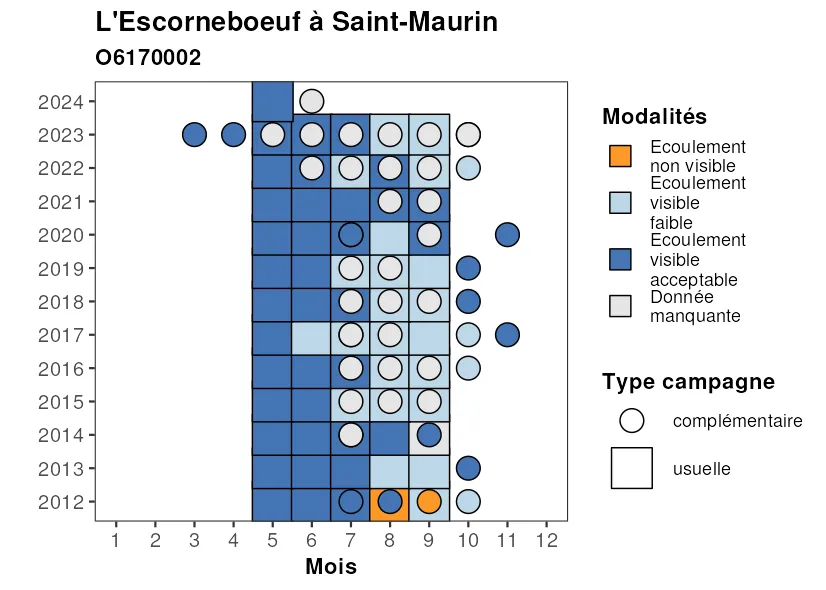 L'Escorneboeuf à Saint-Maurin
O6170002
2024
2023
2022
2021
2020
2019
2018
2017
2016
2015
2014
2013
2012
1 2 3 4 5 6 7 8 9 10 11 12
Mois
Modalités
Ecoulement
non visible
Ecoulement
visible
faible
Ecoulement
visible
acceptable
Donnée
manquante
Type campagne
complémentaire
usuelle